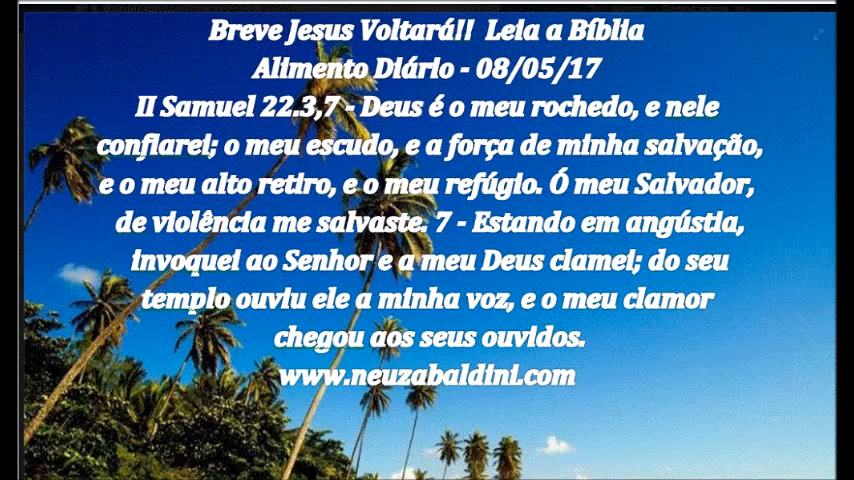 Breve Jesus Voltará!! Leia a Bíblia
Alimento Diário - 08/05/17
II Samuel 22.3,7 - Deus é o meu rochedo, e nele
confiarei; o meu escudo, e a força de minha salvação,
e o meu alto retiro, e o meu refúgio. Ó meu Salvador,
de violência me salvaste. 7 - Estando em angústia,
invoquei ao Senhor e a meu Deus clamei; do seu
templo ouviu ele a minha voz, e o meu clamor
chegou aos seus ouvidos.
www.neuzabaldini.com